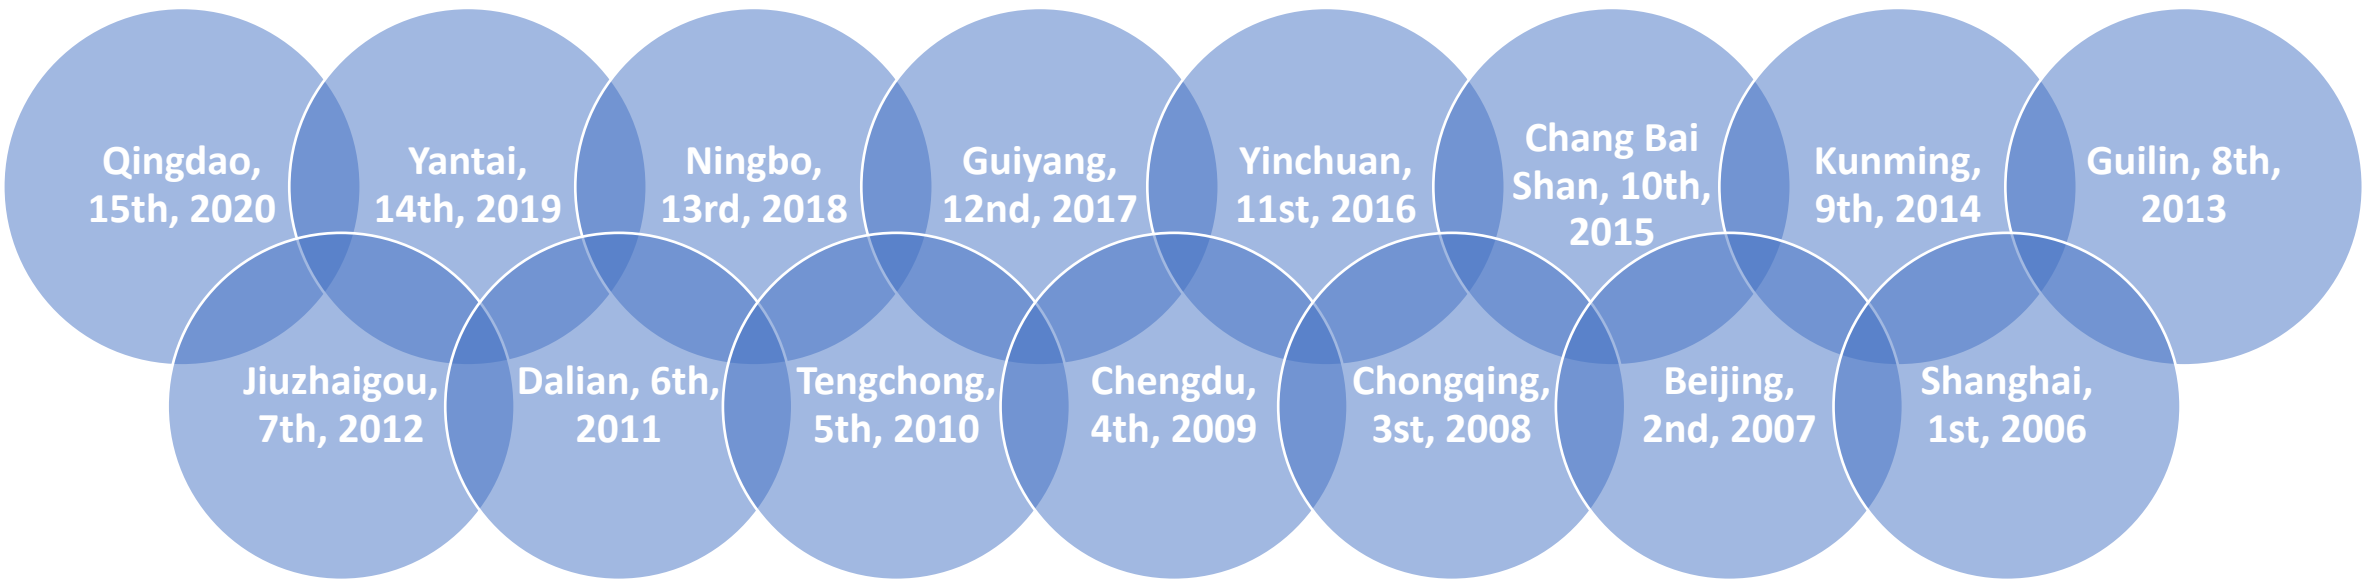 Qingdao,
15th, 2020
Yantai,
14th, 2019
Ningbo,
13rd, 2018
Guiyang,
12nd, 2017
Yinchuan,
11st, 2016
Chang Bai
Shan, 10th,
2015
Kunming,
9th, 2014
Guilin, 8th,
2013
Jiuzhaigou,
7th, 2012
Dalian, 6th,
2011
Tengchong,
5th, 2010
Chengdu,
4th, 2009
Chongqing,
3st, 2008
Beijing,
2nd, 2007
Shanghai,
1st, 2006